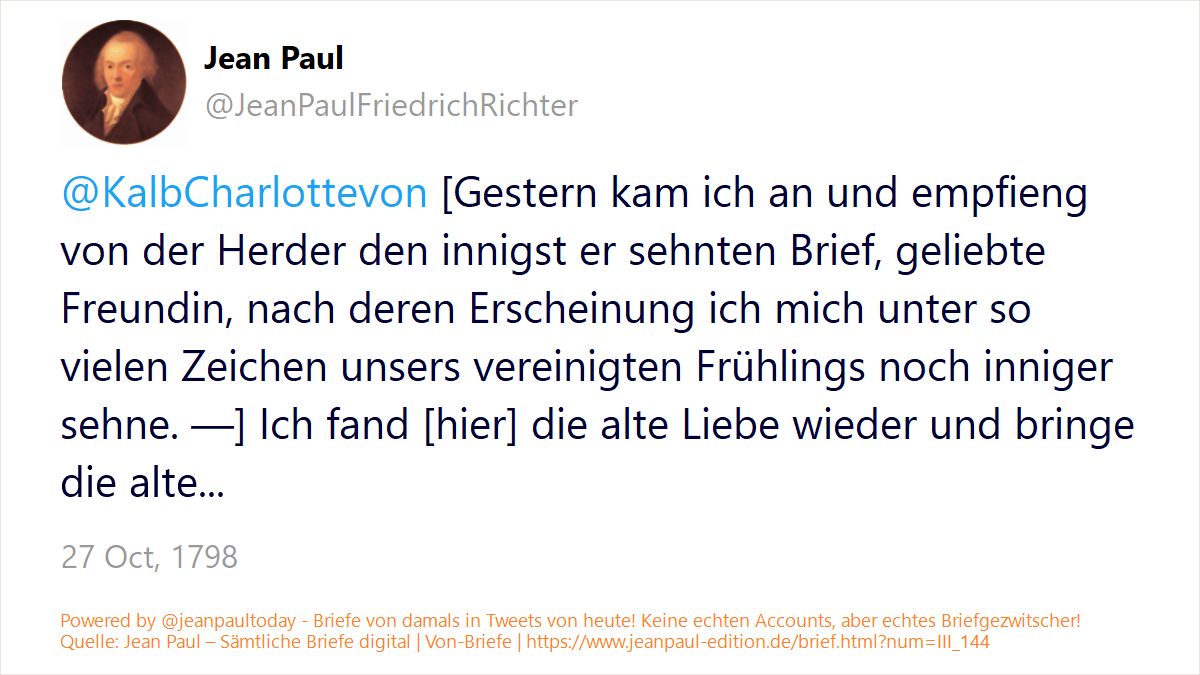 Jean Paul
@JeanPaulFriedrichRichter
@KalbCharlottevon [Gestern kam ich an und empfieng
von der Herder den innigst er sehnten Brief, geliebte
Freundin, nach deren Erscheinung ich mich unter so
vielen Zeichen unsers vereinigten Frühlings noch inniger
sehne. —] Ich fand [hier] die alte Liebe wieder und bringe
die alte...
27 Oct, 1798
Powered by @jeanpaultoday - Briefe von damals in Tweets von heute! Keine echten Accounts, aber echtes Briefgezwitscher!
Quelle: Jean Paul – Sämtliche Briefe digital | Von-Briefe | https://www.jeanpaul-edition.de/brief.html?num=III_144